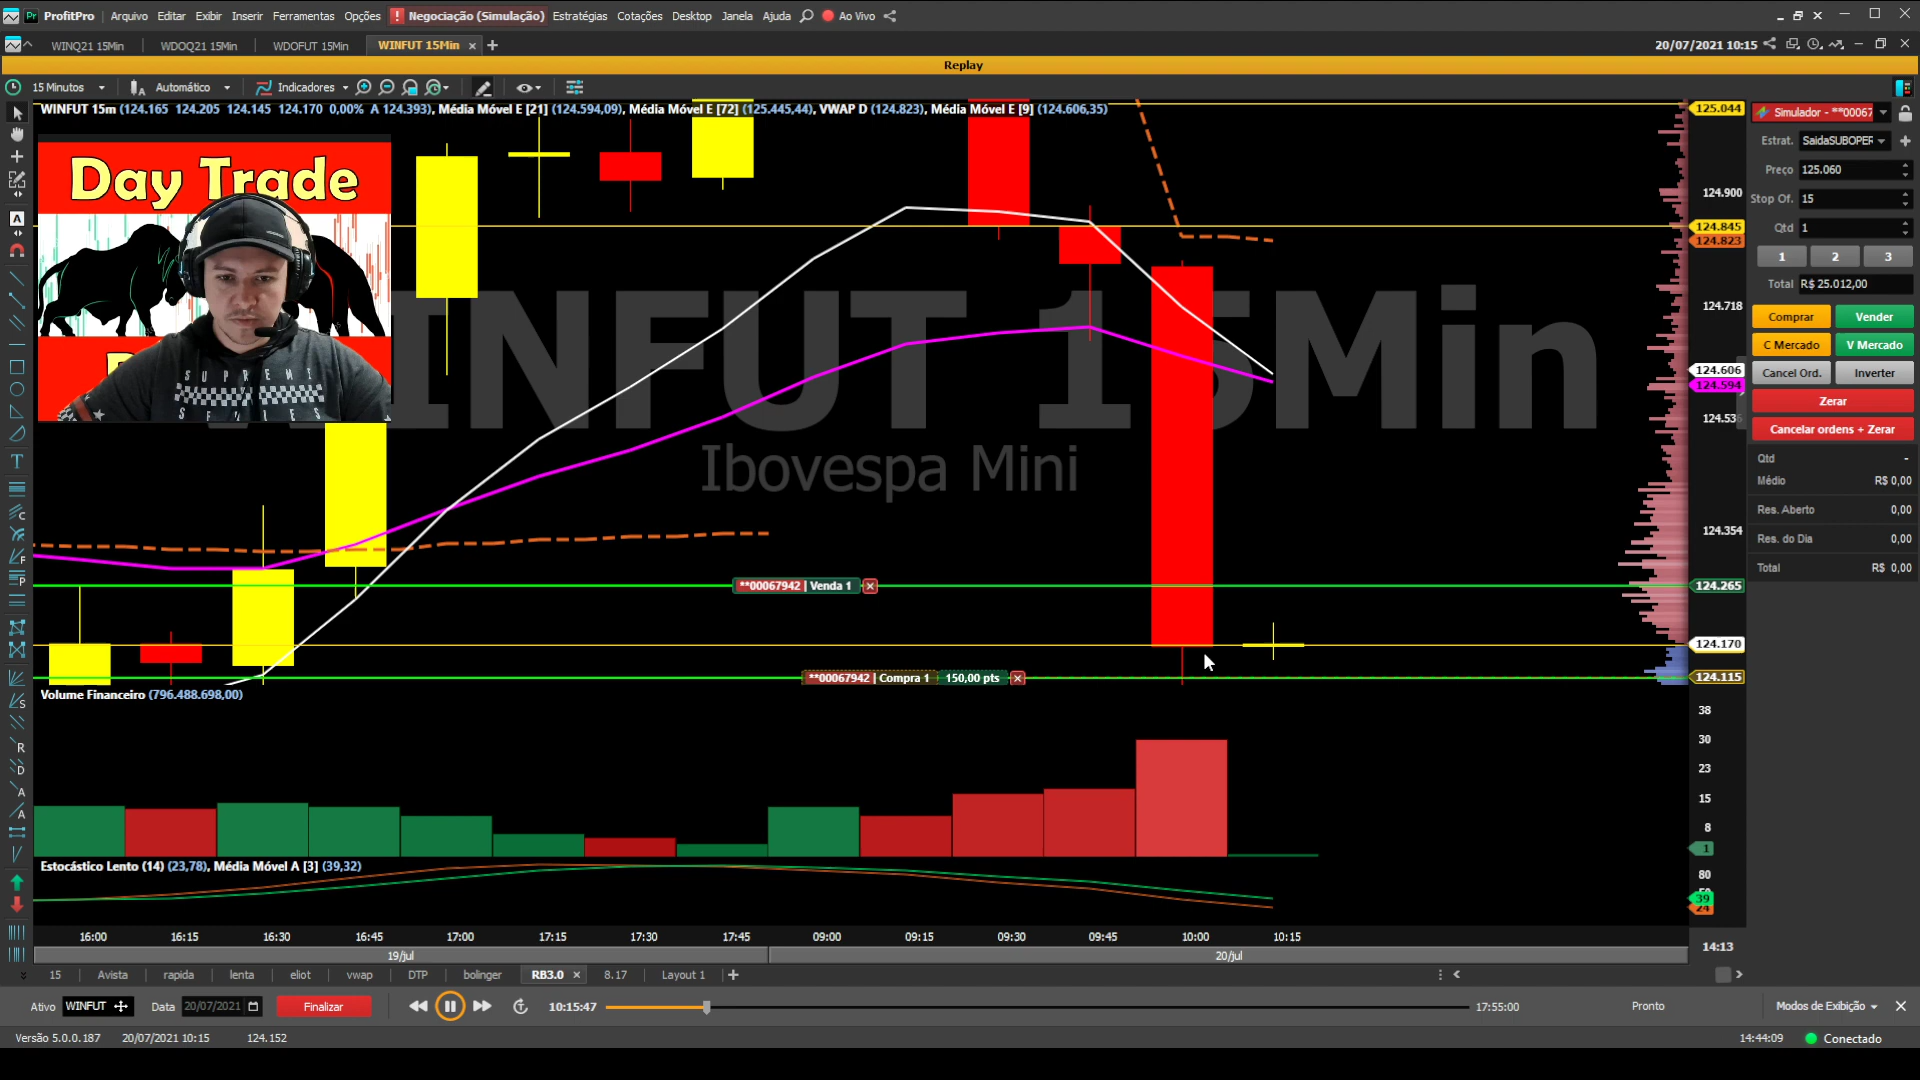 ProfitPro Arquivo Editar Exibir Inserir Ferramentas Opções ! Negociação (Simulação) Estratégias Cotações Desktop Janela Ajuda Ao Vivo
WINQ21 15Min WDOQ21 15Min WDOFUT 15Min WINFUT 15Min
20/07/2021 10:15
Replay
15 Minutos Automático Indicadores
WINFUT 15m (124.165 124.205 124.145 124.170 0,00% A 124.393), Média Móvel E [21] (124.594,09), Média Móvel E [72] (125.445,44), VWAP D (124.823), Média Móvel E [9] (124.606,35)
Day Trade
SUPREME
SERIES
INFUT 15Min
Ibovespa Mini
**00067942 | Venda 1
**00067942 | Compra 1 150,00 pts
125.044
124.900
124.845
124.823
124.718
124.606
124.594
124.536
124.354
124.265
124.170
124.115
Simulador - **00067
Estrat. SaidaSUBOPER
Preço 125.060
Stop Of. 15
Qtd 1
1 2 3
Total R$ 25.012,00
Comprar Vender
C Mercado V Mercado
Cancel Ord. Inverter
Zerar
Cancelar ordens + Zerar
Qtd -
Médio R$ 0,00
Res. Aberto 0,00
Res. do Dia 0,00
Total R$ 0,00
Volume Financeiro (796.488.698,00)
38
30
23
15
8
1
Estocástico Lento (14) (23,78), Média Móvel A [3] (39,32)
80
39
24
16:00 16:15 16:30 16:45 17:00 17:15 17:30 17:45 09:00 09:15 09:30 09:45 10:00 10:15
14:13
19/jul 20/jul
15 Avista rapida lenta eliot vwap DTP bolinger RB3.0 8.17 Layout 1
Ativo WINFUT Data 20/07/2021 Finalizar 10:15:47 17:55:00 Pronto Modos de Exibição
Versão 5.0.0.187 20/07/2021 10:15 124.152 14:44:09 Conectado